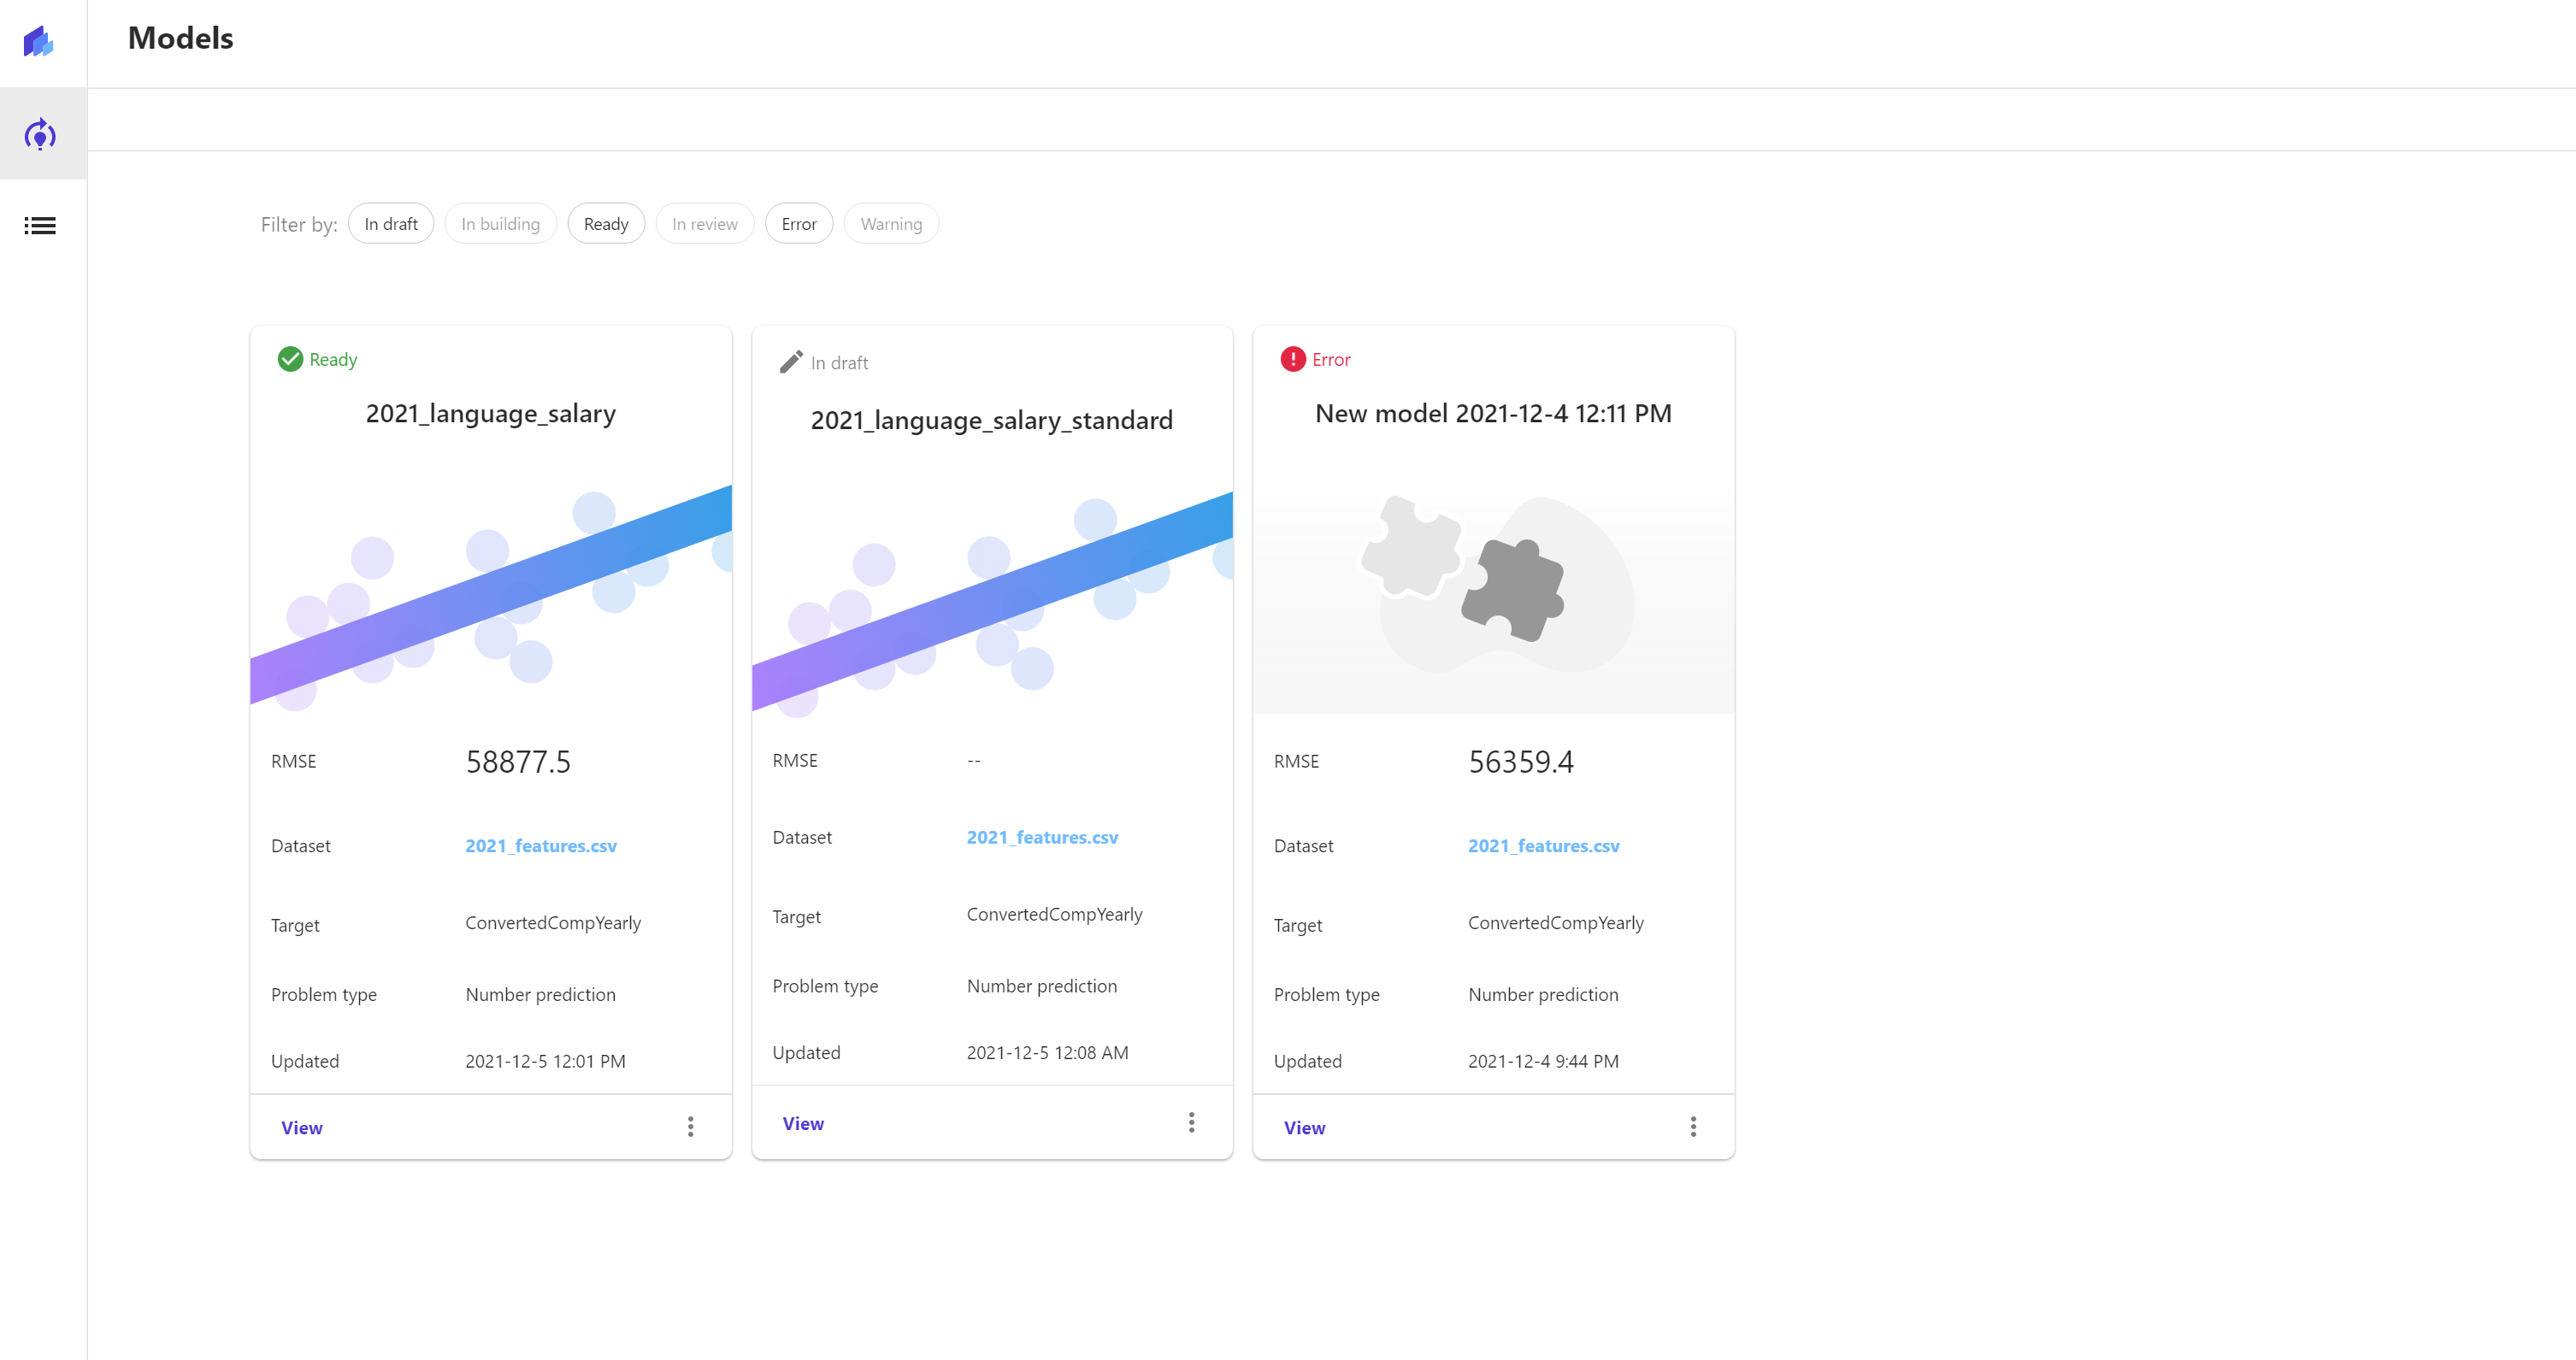 Models
Filter by: In draft In building Ready In review Error Warning
Ready
2021_language_salary
RMSE 58877.5
Dataset 2021_features.csv
Target ConvertedCompYearly
Problem type Number prediction
Updated 2021-12-5 12:01 PM
View
In draft
2021_language_salary_standard
RMSE --
Dataset 2021_features.csv
Target ConvertedCompYearly
Problem type Number prediction
Updated 2021-12-5 12:08 AM
View
Error
New model 2021-12-4 12:11 PM
RMSE 56359.4
Dataset 2021_features.csv
Target ConvertedCompYearly
Problem type Number prediction
Updated 2021-12-4 9:44 PM
View